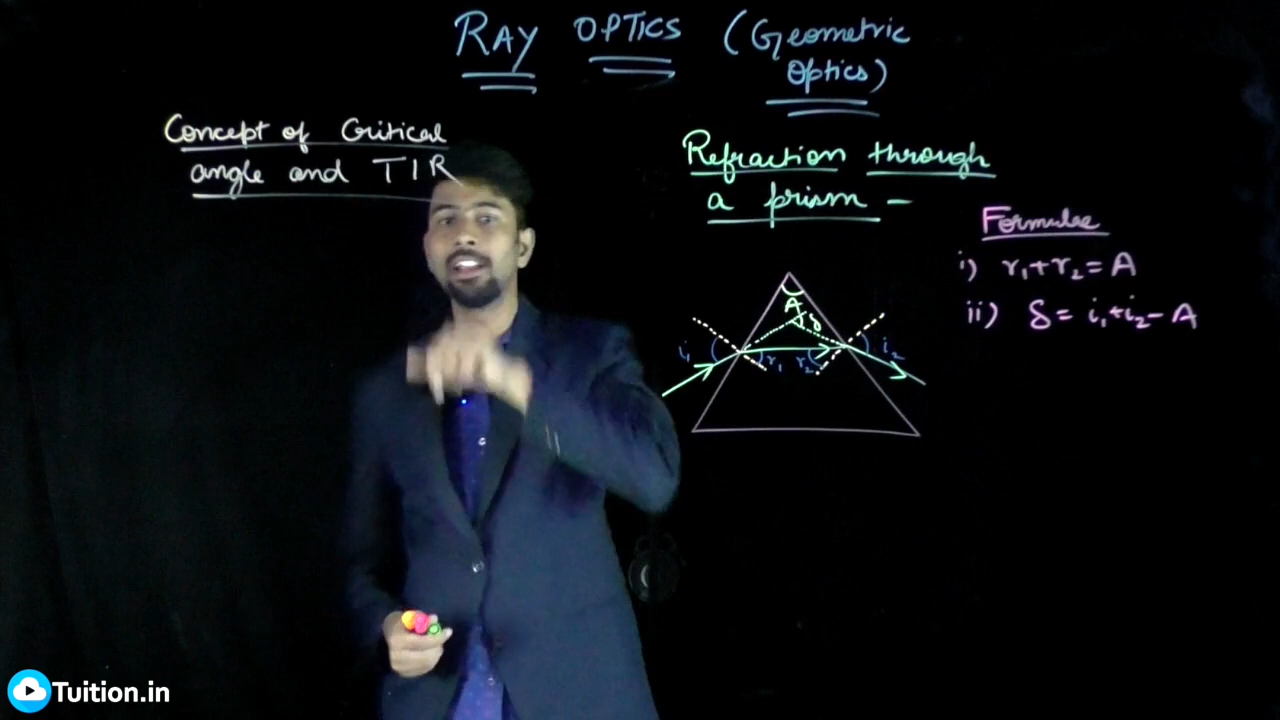 RAY OPTICS (Geometric
Optics)
Concept of Critical
angle and TIR
Refraction through
a prism -
Formulae
i) r₁+r₂=A
ii) δ= i₁+i₂-A
A
δ
i₁
r₁
r₂
i₂
Tuition.in